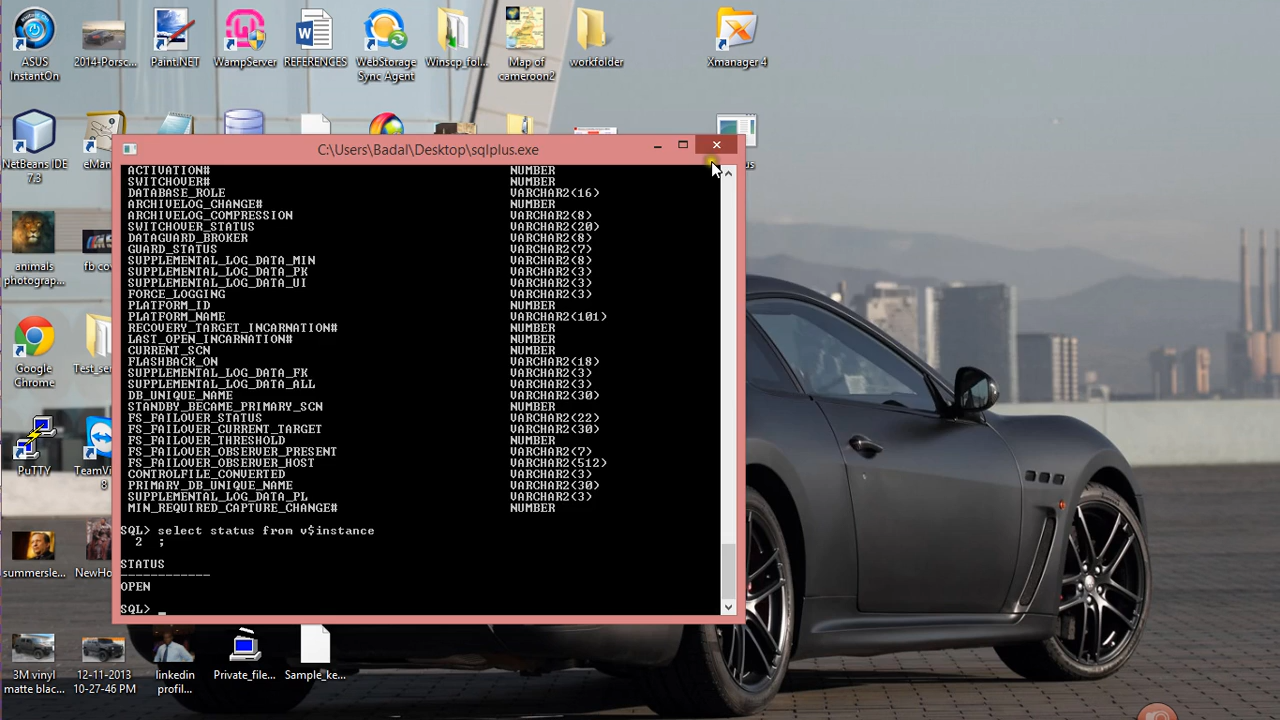 ASUS InstantOn
2014-Porsc...
Paint.NET
WampServer
REFERENCES
WebStorage Sync Agent
Winscp_fol...
Map of cameroon2
workfolder
Xmanager 4
NetBeans IDE 7.3
eMan
C:\Users\Badal\Desktop\sqlplus.exe
ACTIVATION# NUMBER
SWITCHOVER# NUMBER
DATABASE_ROLE VARCHAR2(16)
ARCHIVELOG_CHANGE# NUMBER
ARCHIVELOG_COMPRESSION VARCHAR2(8)
SWITCHOVER_STATUS VARCHAR2(20)
DATAGUARD_BROKER VARCHAR2(8)
GUARD_STATUS VARCHAR2(7)
SUPPLEMENTAL_LOG_DATA_MIN VARCHAR2(8)
SUPPLEMENTAL_LOG_DATA_PK VARCHAR2(3)
SUPPLEMENTAL_LOG_DATA_UI VARCHAR2(3)
FORCE_LOGGING VARCHAR2(3)
PLATFORM_ID NUMBER
PLATFORM_NAME VARCHAR2(101)
RECOVERY_TARGET_INCARNATION# NUMBER
LAST_OPEN_INCARNATION# NUMBER
CURRENT_SCN NUMBER
FLASHBACK_ON VARCHAR2(18)
SUPPLEMENTAL_LOG_DATA_FK VARCHAR2(3)
SUPPLEMENTAL_LOG_DATA_ALL VARCHAR2(3)
DB_UNIQUE_NAME VARCHAR2(30)
STANDBY_BECAME_PRIMARY_SCN NUMBER
FS_FAILOVER_STATUS VARCHAR2(22)
FS_FAILOVER_CURRENT_TARGET VARCHAR2(30)
FS_FAILOVER_THRESHOLD NUMBER
FS_FAILOVER_OBSERVER_PRESENT VARCHAR2(7)
FS_FAILOVER_OBSERVER_HOST VARCHAR2(512)
CONTROLFILE_CONVERTED VARCHAR2(3)
PRIMARY_DB_UNIQUE_NAME VARCHAR2(30)
SUPPLEMENTAL_LOG_DATA_PL VARCHAR2(3)
MIN_REQUIRED_CAPTURE_CHANGE# NUMBER
SQL> select status from v$instance
2 ;
STATUS
------------
OPEN
SQL> _
animals photograp...
fb co
Google Chrome
Test_se
PuTTY
TeamVi 8
summersle...
NewHo
3M vinyl matte blac...
12-11-2013 10-27-46 PM
linkedin profil...
Private_file...
Sample_ke...